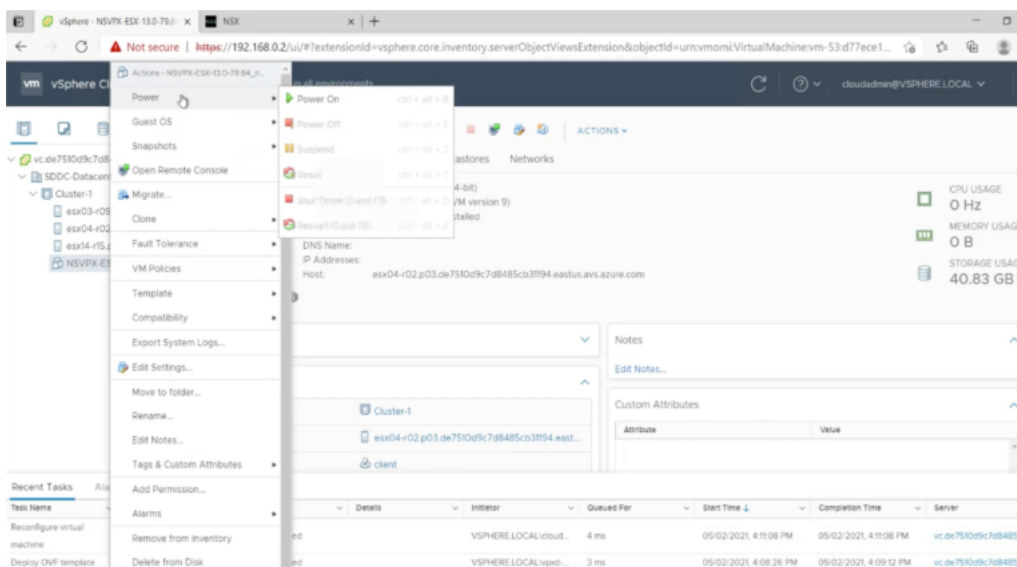 vSphere - NSVPX-ESX-13.0-79.6
NSX
Not secure
https://192.168.0.2/ui/#?extensionId=vsphere.core.inventory.serverObjectViewsExtension&objectId=urn:vmomi:VirtualMachine:vm-53:d77ece1...
vm vSphere Cl
in all environments
cloudadmin@VSPHERE.LOCAL
Actions - NSVPX-ESX-13.0-79.64_n...
Power
Guest OS
Snapshots
Open Remote Console
Migrate...
Clone
Fault Tolerance
VM Policies
Template
Compatibility
Export System Logs...
Edit Settings...
Move to folder...
Rename...
Edit Notes...
Tags & Custom Attributes
Add Permission...
Alarms
Remove from Inventory
Delete from Disk
Power On
Power Off
Suspend
Reset
Shut Down Guest OS
Restart Guest OS
ACTIONS
astores Networks
vc.de7510d9c7d8
SDDC-Datacent
Cluster-1
esx03-r05
esx04-r02
esx14-r15.p
NSVPX-ES
4-bit)
VM version 9)
stalled
DNS Name:
IP Addresses:
Host: esx04-r02.p03.de7510d9c7d8485cb31194.eastus.avs.azure.com
CPU USAGE
0 Hz
MEMORY USAG
0 B
STORAGE USAG
40.83 GB
Notes
Edit Notes...
Custom Attributes
Attribute Value
Cluster-1
esx04-r02.p03.de7510d9c7d8485cb31194.east...
client
Recent Tasks Ala
Task Name Details Initiator Queued For Start Time Completion Time Server
Reconfigure virtual machine ed VSPHERE.LOCAL\cloud... 4 ms 05/02/2021, 4:11:08 PM 05/02/2021, 4:11:08 PM vc.de7510d9c7d8485
Deploy OVF template ed VSPHERE.LOCAL\vpxd-... 3 ms 05/02/2021, 4:08:26 PM 05/02/2021, 4:09:12 PM vc.de7510d9c7d8485